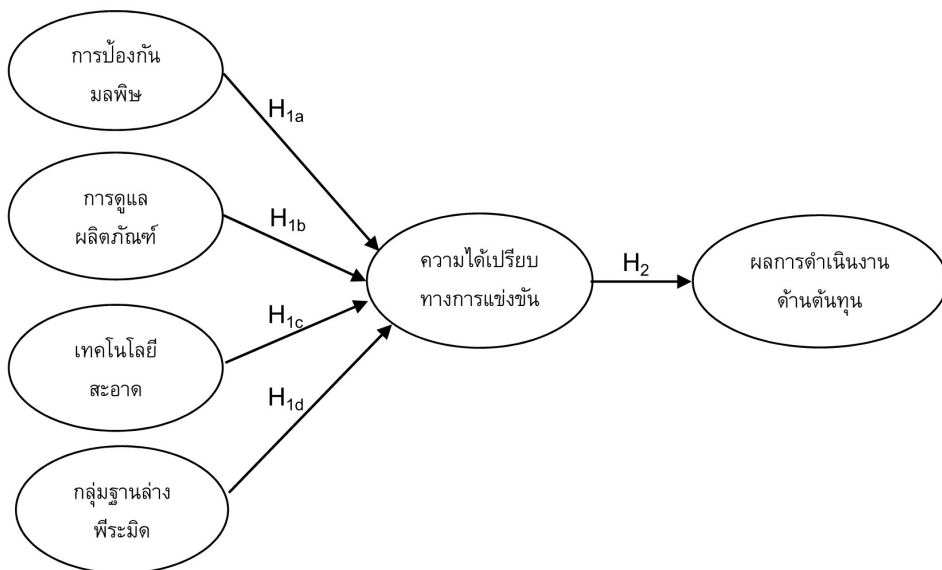 การป้องกัน
มลพิษ
H1a
การดูแล
ผลิตภัณฑ์
H1b
เทคโนโลยี
สะอาด
H1c
กลุ่มฐานล่าง
พีระมิด
H1d
ความได้เปรียบ
ทางการแข่งขัน
H2
ผลการดำเนินงาน
ด้านต้นทุน